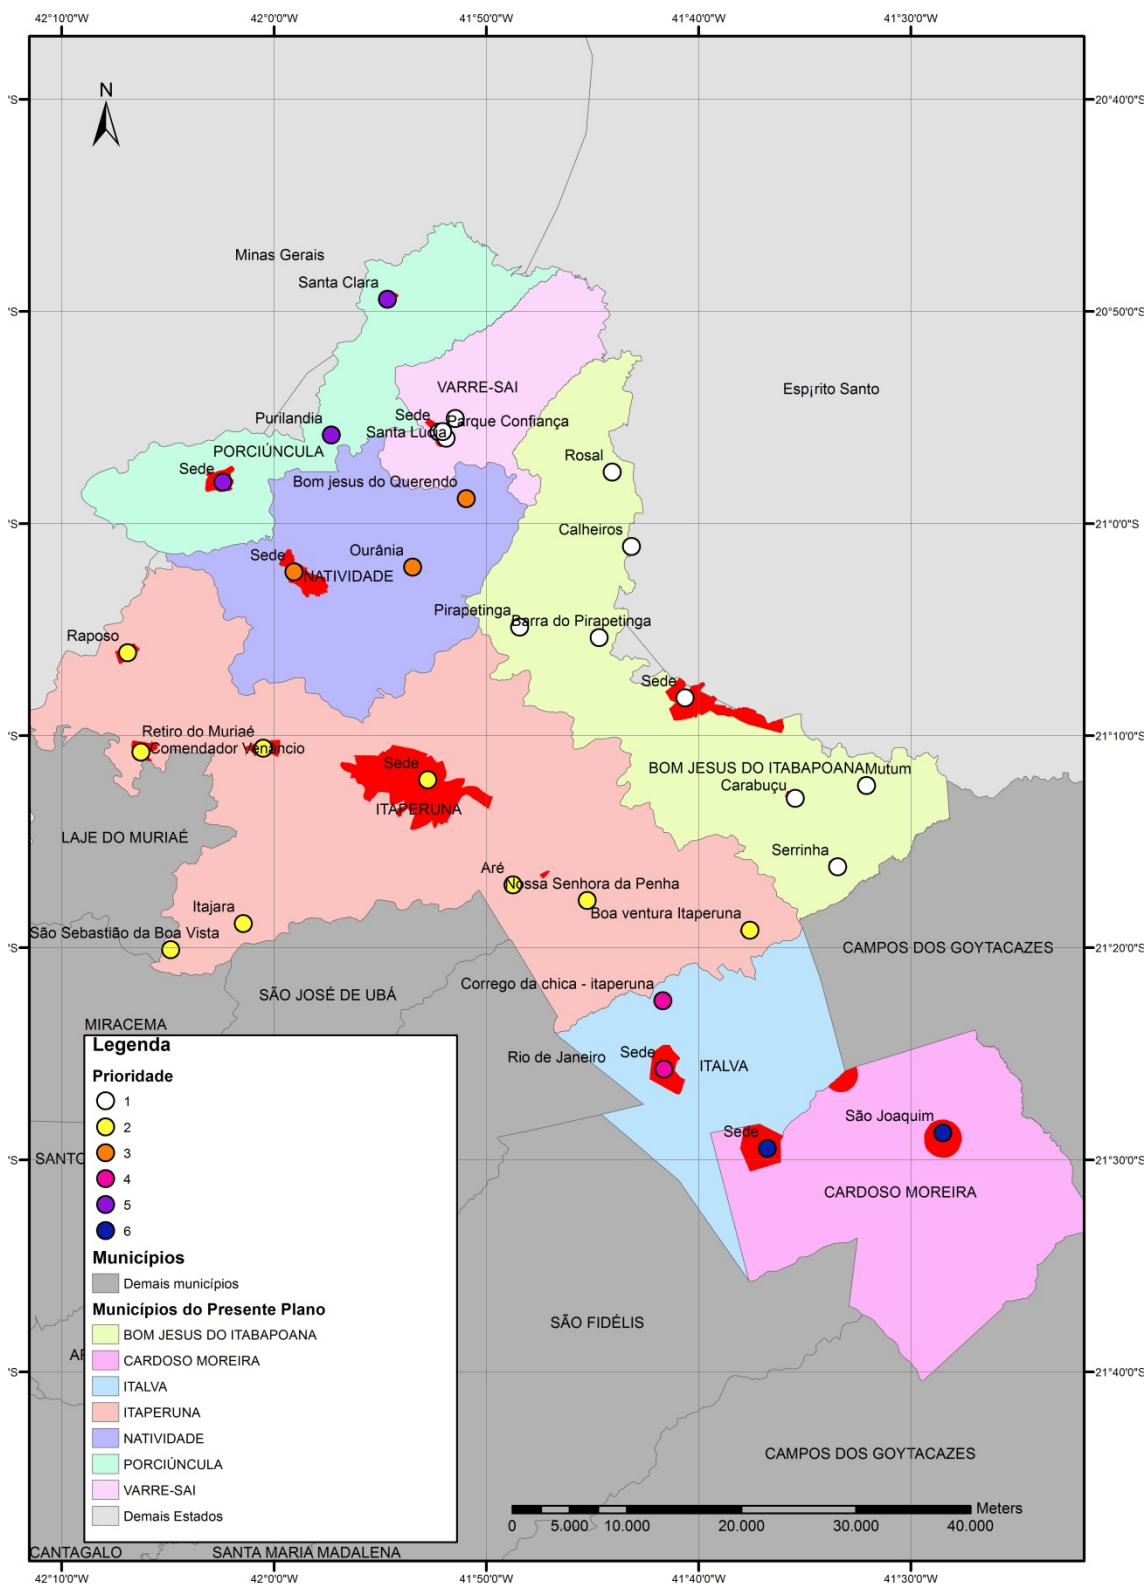 42°10'0"W 42°0'0"W 41°50'0"W 41°40'0"W 41°30'0"W
N
'S 20°40'0"S
Minas Gerais
Santa Clara
'S 20°50'0"S
VARRE-SAI
Esp¡rito Santo
Sede
Parque Confiança
Purilandia
Santa Lucia
PORCIÚNCULA
Rosal
Sede
Bom jesus do Querendo
'S 21°0'0"S
Calheiros
Ourânia
Sede
NATIVIDADE
Pirapetinga
Barra do Pirapetinga
Raposo
Sede
Retiro do Muriaé
'S 21°10'0"S
Comendador Venâncio
Sede
BOM JESUS DO ITABAPOANA
Mutum
Carabuçu
ITAPERUNA
LAJE DO MURIAÉ
Serrinha
Aré
Nossa Senhora da Penha
Itajara
Boa ventura Itaperuna
São Sebastião da Boa Vista
'S 21°20'0"S
CAMPOS DOS GOYTACAZES
Corrego da chica - itaperuna
SÃO JOSÉ DE UBÁ
MIRACEMA
Rio de Janeiro
Sede
ITALVA
São Joaquim
Sede
SANTO
'S 21°30'0"S
CARDOSO MOREIRA
SÃO FIDÉLIS
'S 21°40'0"S
CAMPOS DOS GOYTACAZES
Legenda
Prioridade
1
2
3
4
5
6
Municípios
Demais municípios
Municípios do Presente Plano
BOM JESUS DO ITABAPOANA
CARDOSO MOREIRA
ITALVA
ITAPERUNA
NATIVIDADE
PORCIÚNCULA
VARRE-SAI
Demais Estados
Meters
0 5.000 10.000 20.000 30.000 40.000
CANTAGALO
SANTA MARIA MADALENA
42°10'0"W 42°0'0"W 41°50'0"W 41°40'0"W 41°30'0"W